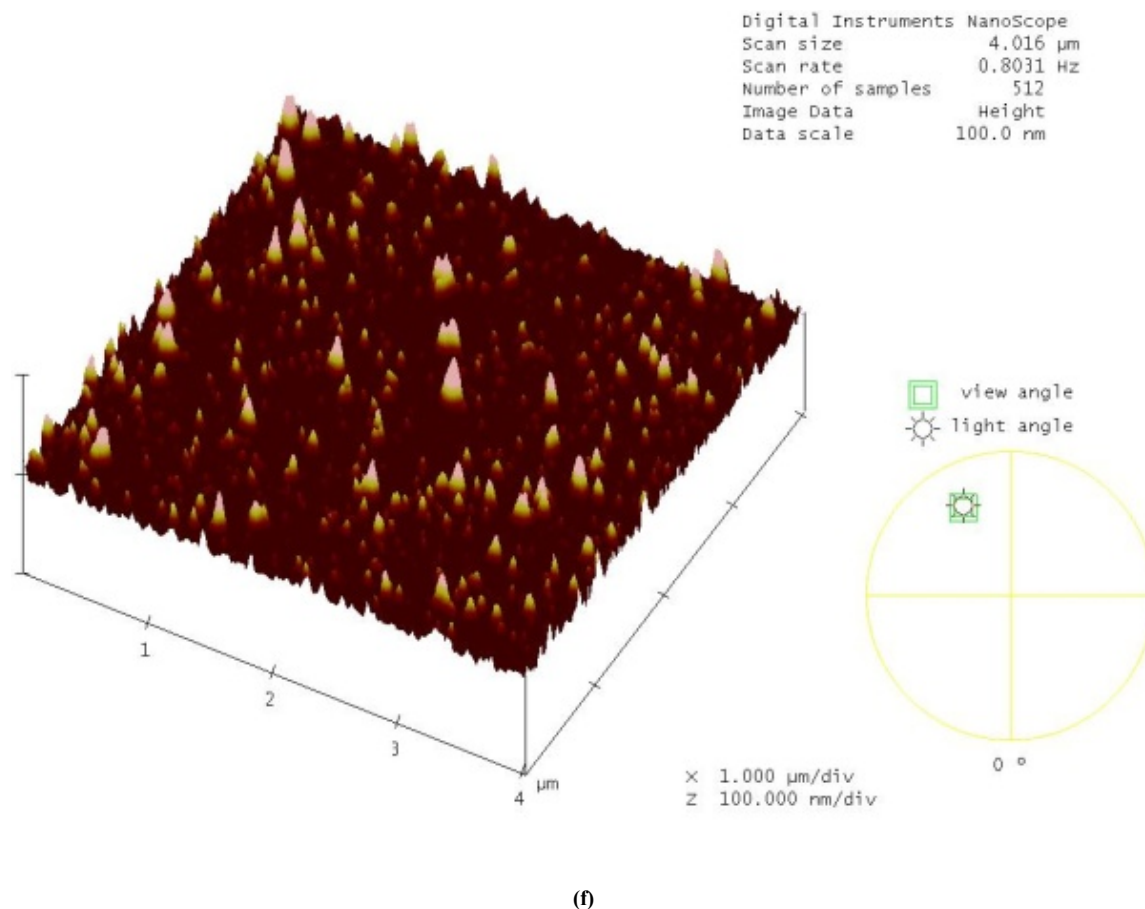 Digital Instruments NanoScope
Scan size 4.016 µm
Scan rate 0.8031 Hz
Number of samples 512
Image Data Height
Data scale 100.0 nm
view angle
light angle
1
2
3
4 µm
X 1.000 µm/div
Z 100.000 nm/div
0 °
(f)